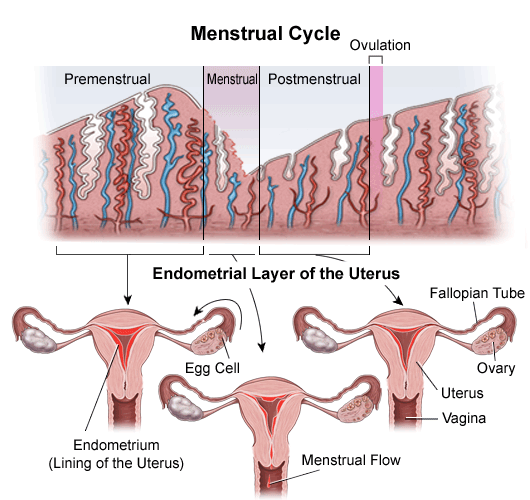 Menstrual Cycle
Ovulation
Premenstrual
Menstrual
Postmenstrual
Endometrial Layer of the Uterus
Fallopian Tube
Egg Cell
Ovary
Uterus
Vagina
Endometrium
(Lining of the Uterus)
Menstrual Flow